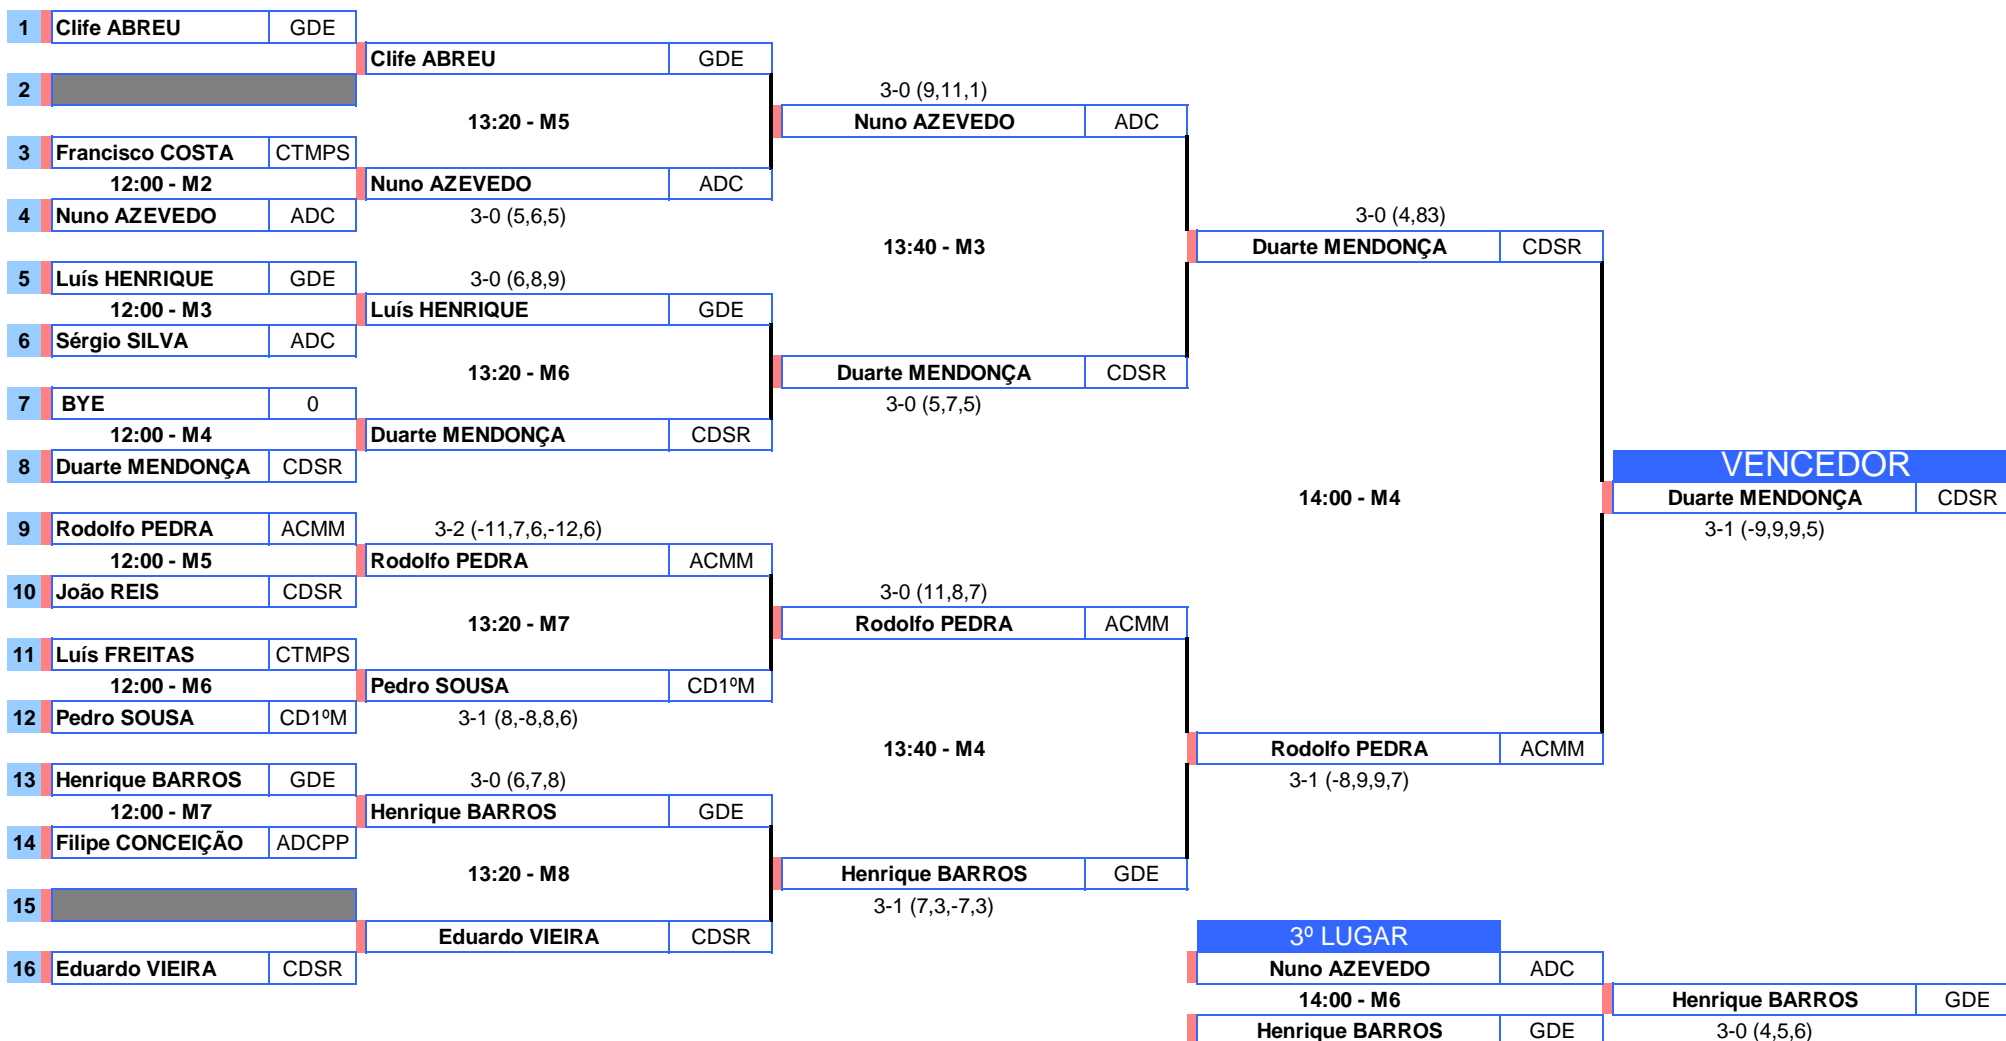 1 Clife ABREU GDE
Clife ABREU GDE
2 3-0 (9,11,1)
13:20 - M5 Nuno AZEVEDO ADC
3 Francisco COSTA CTMPS
12:00 - M2 Nuno AZEVEDO ADC
4 Nuno AZEVEDO ADC 3-0 (5,6,5) 3-0 (4,83)
13:40 - M3 Duarte MENDONÇA CDSR
5 Luís HENRIQUE GDE 3-0 (6,8,9)
12:00 - M3 Luís HENRIQUE GDE
6 Sérgio SILVA ADC
13:20 - M6 Duarte MENDONÇA CDSR
7 BYE 0 3-0 (5,7,5)
12:00 - M4 Duarte MENDONÇA CDSR
8 Duarte MENDONÇA CDSR VENCEDOR
14:00 - M4 Duarte MENDONÇA CDSR
9 Rodolfo PEDRA ACMM 3-2 (-11,7,6,-12,6) 3-1 (-9,9,9,5)
12:00 - M5 Rodolfo PEDRA ACMM
10 João REIS CDSR 3-0 (11,8,7)
13:20 - M7 Rodolfo PEDRA ACMM
11 Luís FREITAS CTMPS
12:00 - M6 Pedro SOUSA CD1ºM
12 Pedro SOUSA CD1ºM 3-1 (8,-8,8,6)
13:40 - M4 Rodolfo PEDRA ACMM
13 Henrique BARROS GDE 3-0 (6,7,8) 3-1 (-8,9,9,7)
12:00 - M7 Henrique BARROS GDE
14 Filipe CONCEIÇÃO ADCPP
13:20 - M8 Henrique BARROS GDE
15 3-1 (7,3,-7,3)
Eduardo VIEIRA CDSR 3º LUGAR
16 Eduardo VIEIRA CDSR Nuno AZEVEDO ADC
14:00 - M6 Henrique BARROS GDE
Henrique BARROS GDE 3-0 (4,5,6)